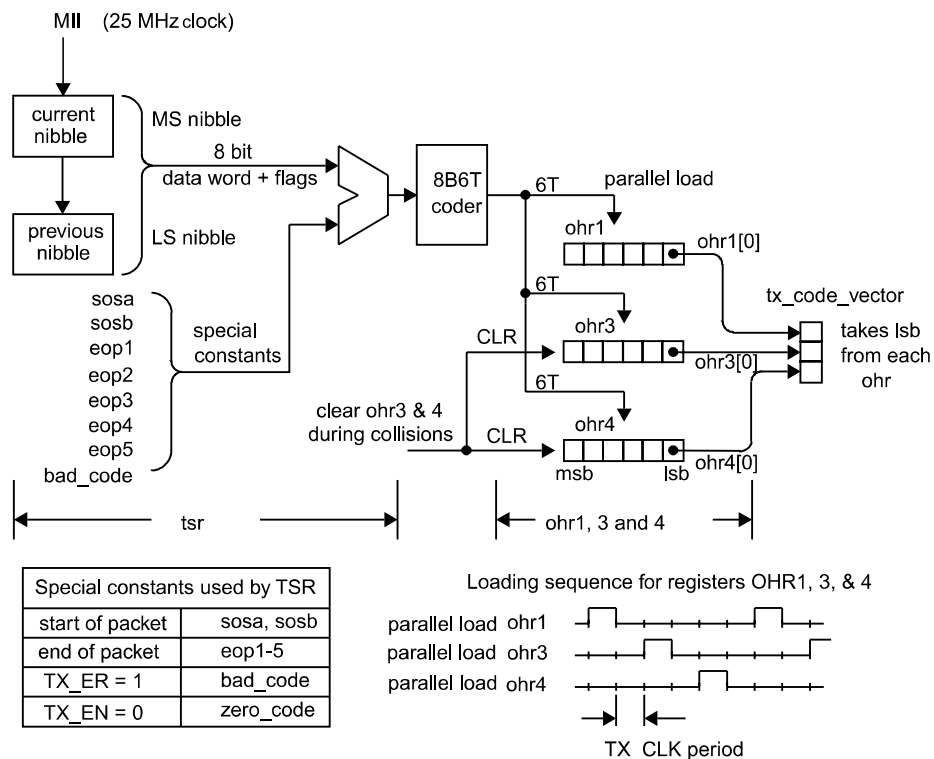 MII (25 MHz clock)
current
nibble
MS nibble
8 bit
data word + flags
previous
nibble
LS nibble
8B6T
coder
6T
parallel load
ohr1
ohr1[0]
6T
tx_code_vector
sosa
sosb
eop1
eop2
eop3
eop4
eop5
bad_code
special
constants
CLR
ohr3
ohr3[0]
takes lsb
from each
ohr
6T
clear ohr3 & 4
during collisions
CLR
ohr4
msb
lsb
ohr4[0]
tsr
ohr1, 3 and 4
Special constants used by TSR
start of packet sosa, sosb
end of packet eop1-5
TX_ER = 1 bad_code
TX_EN = 0 zero_code
Loading sequence for registers OHR1, 3, & 4
parallel load ohr1
parallel load ohr3
parallel load ohr4
TX CLK period